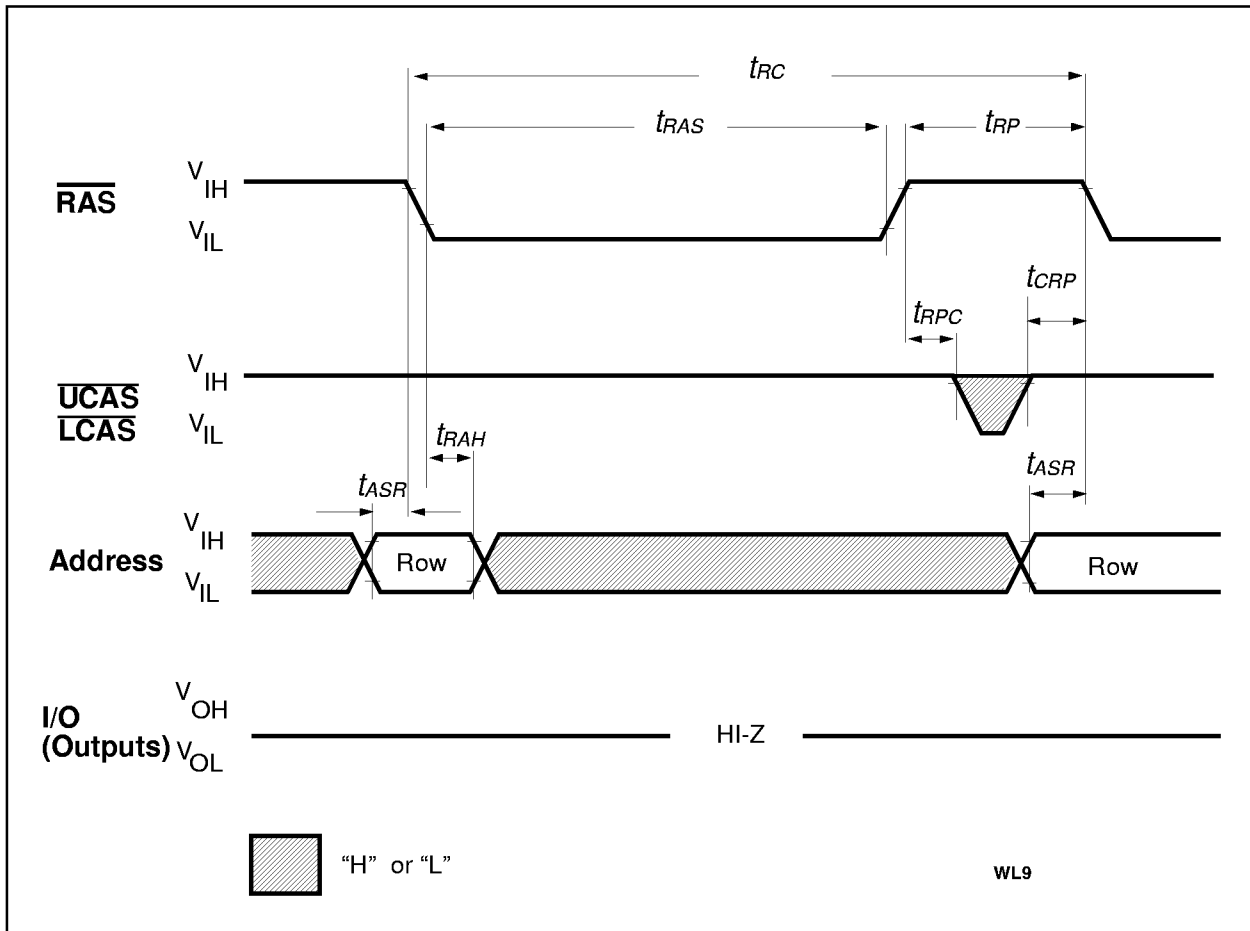 tRC
tRAS
tRP
RAS
VIH
VIL
tCRP
tRPC
UCAS
LCAS
VIH
VIL
tRAH
tASR
tASR
Address
VIH
VIL
Row
Row
I/O
(Outputs)
VOH
VOL
HI-Z
“H” or “L”
WL9